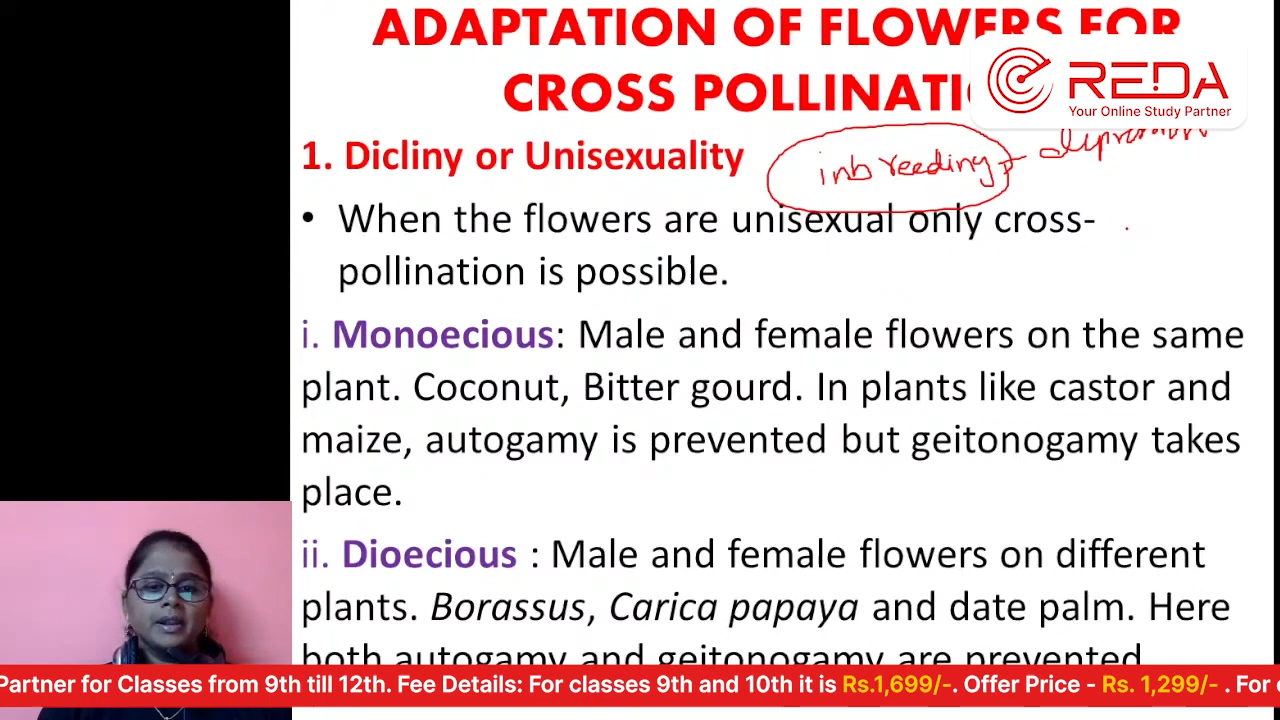 ADAPTATION OF FLOWERS FOR
CROSS POLLINATI
REDA
Your Online Study Partner
1. Dicliny or Unisexuality
inbreeding - depression
• When the flowers are unisexual only cross-
pollination is possible.
i. Monoecious: Male and female flowers on the same
plant. Coconut, Bitter gourd. In plants like castor and
maize, autogamy is prevented but geitonogamy takes
place.
ii. Dioecious : Male and female flowers on different
plants. Borassus, Carica papaya and date palm. Here
both autogamy and geitonogamy are prevented
Partner for Classes from 9th till 12th. Fee Details: For classes 9th and 10th it is Rs.1,699/-. Offer Price - Rs. 1,299/- . For